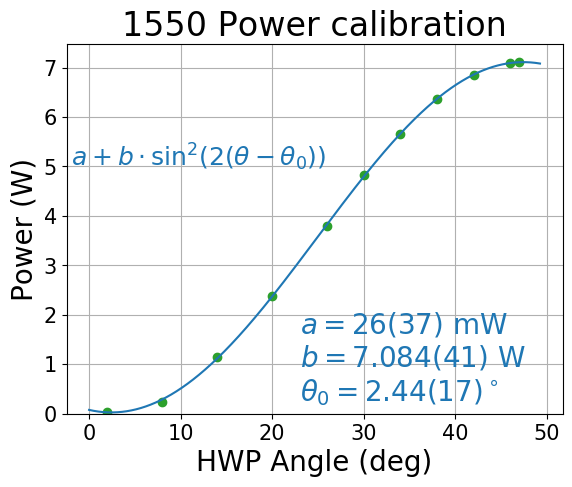 1550 Power calibration
7
6
5
4
3
2
1
0
Power (W)
a + b · sin²(2(θ − θ₀))
a = 26(37) mW
b = 7.084(41) W
θ₀ = 2.44(17)°
0 10 20 30 40 50
HWP Angle (deg)